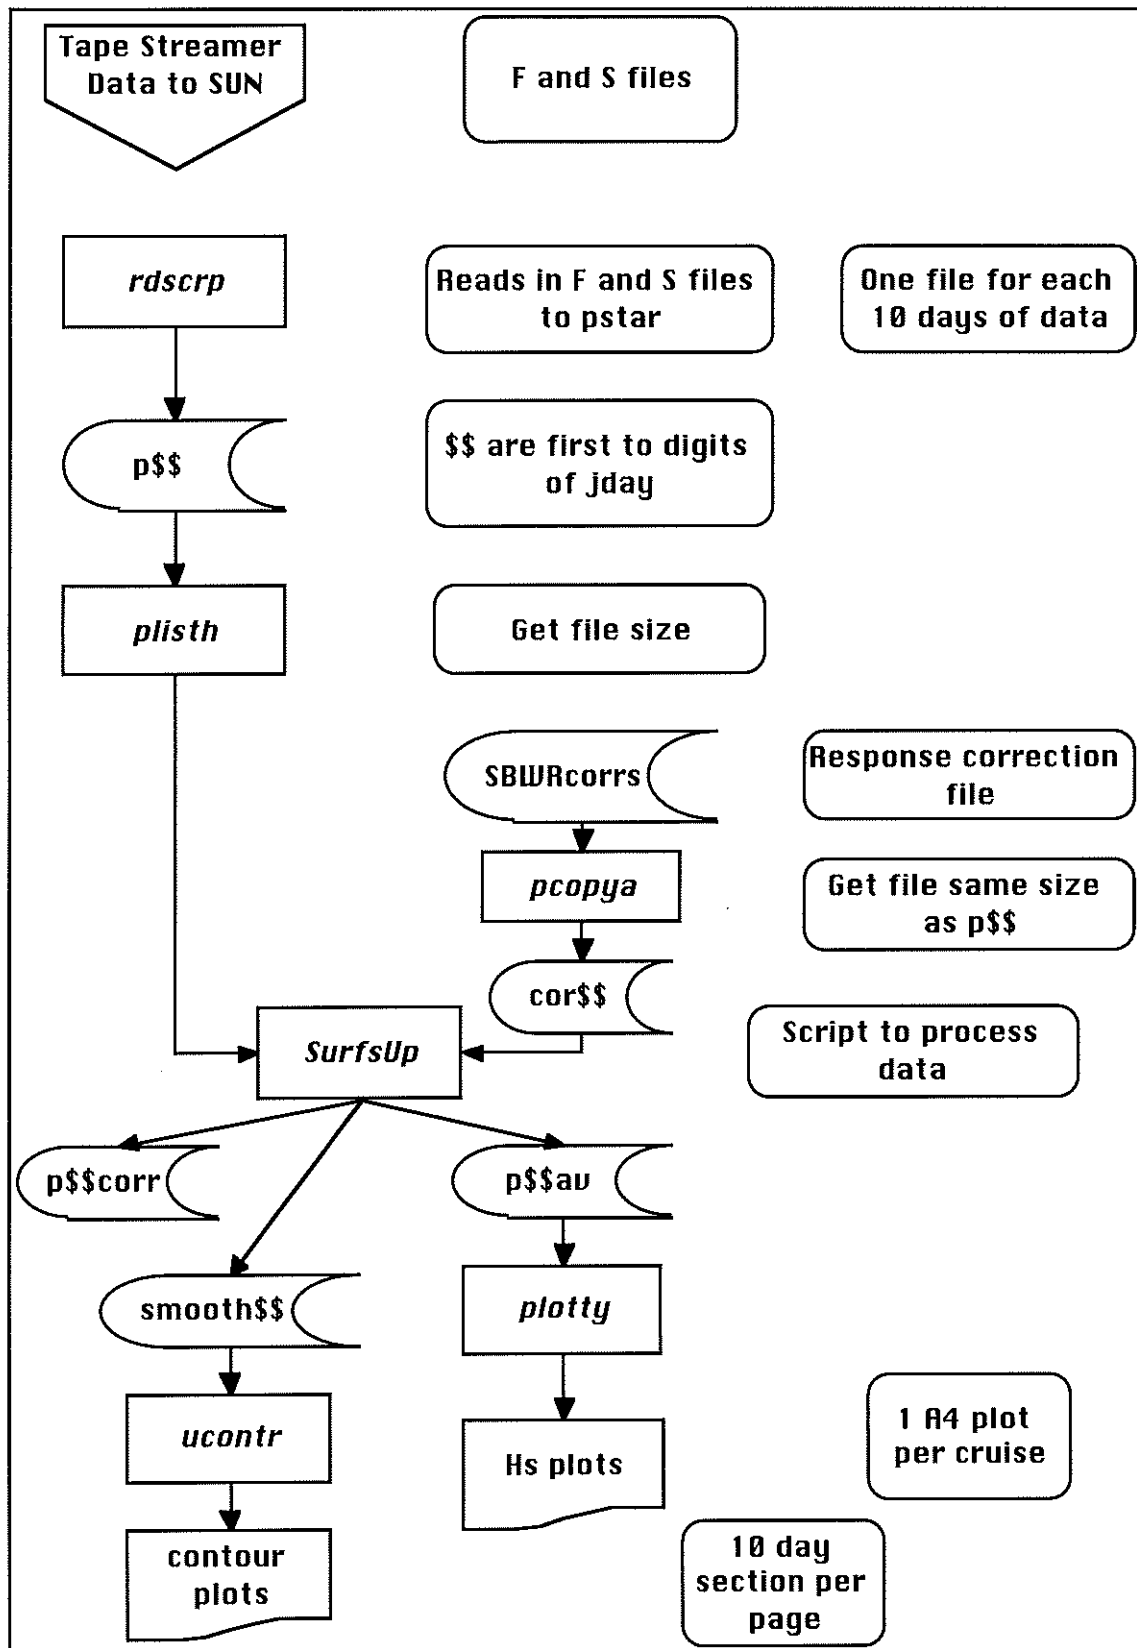 Tape Streamer
Data to SUN
F and S files
rdscrp
Reads in F and S files
to pstar
One file for each
10 days of data
p$$
$$ are first to digits
of jday
plisth
Get file size
SBWRcorrs
Response correction
file
pcopya
Get file same size
as p$$
cor$$
SurfsUp
Script to process
data
p$$corr
p$$av
smooth$$
plotty
ucontr
Hs plots
1 A4 plot
per cruise
contour
plots
10 day
section per
page